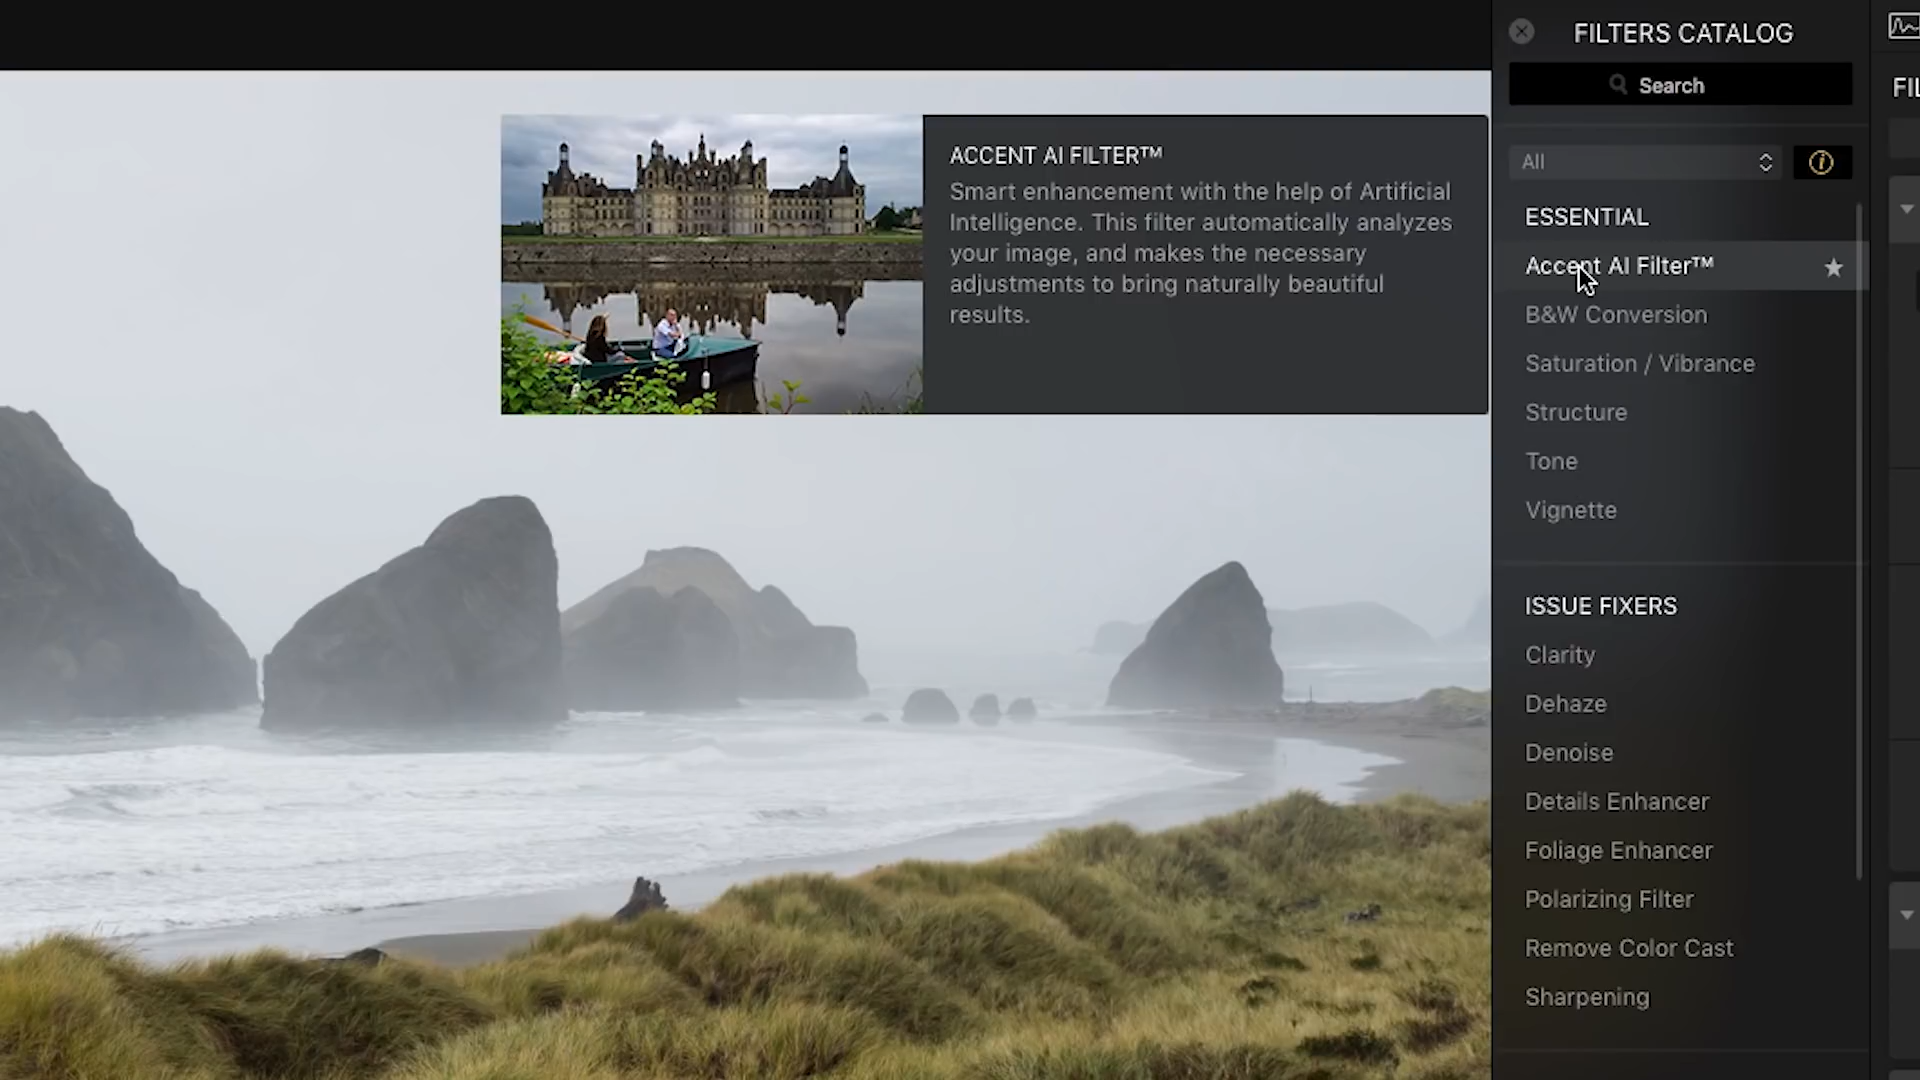 FILTERS CATALOG
Search
All
ACCENT AI FILTER™
Smart enhancement with the help of Artificial
Intelligence. This filter automatically analyzes
your image, and makes the necessary
adjustments to bring naturally beautiful
results.
ESSENTIAL
Accent AI Filter™
B&W Conversion
Saturation / Vibrance
Structure
Tone
Vignette
ISSUE FIXERS
Clarity
Dehaze
Denoise
Details Enhancer
Foliage Enhancer
Polarizing Filter
Remove Color Cast
Sharpening